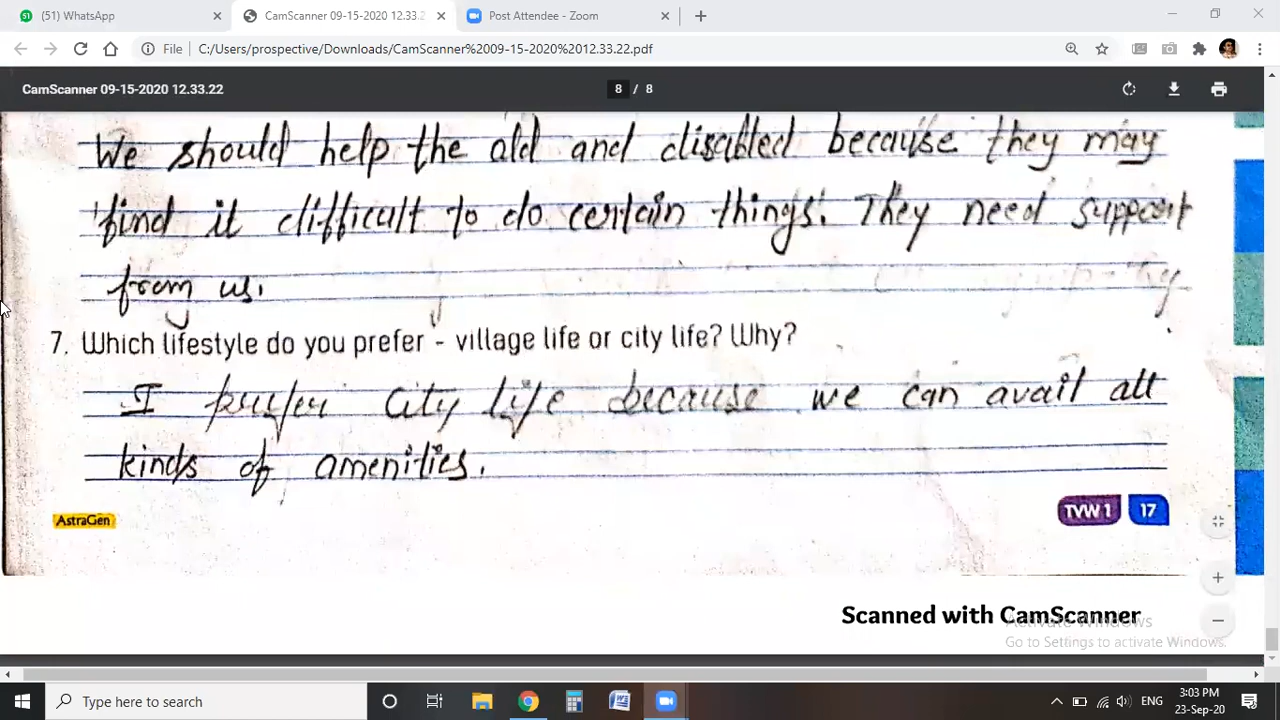 (51) WhatsApp
CamScanner 09-15-2020 12.33.2
Post Attendee - Zoom
File
C:/Users/prospective/Downloads/CamScanner%2009-15-2020%2012.33.22.pdf
CamScanner 09-15-2020 12.33.22
8 / 8
We should help the old and disabled because they may
find it difficult to do certain things. They need support
from us.
7. Which lifestyle do you prefer - village life or city life? Why?
I prefer City life because we can avail all
kinds of amenities.
AstraGen
TVW 1 17
Scanned with CamScanner
Activate Windows
Go to Settings to activate Windows.
Type here to search
ENG
3:03 PM
23-Sep-20